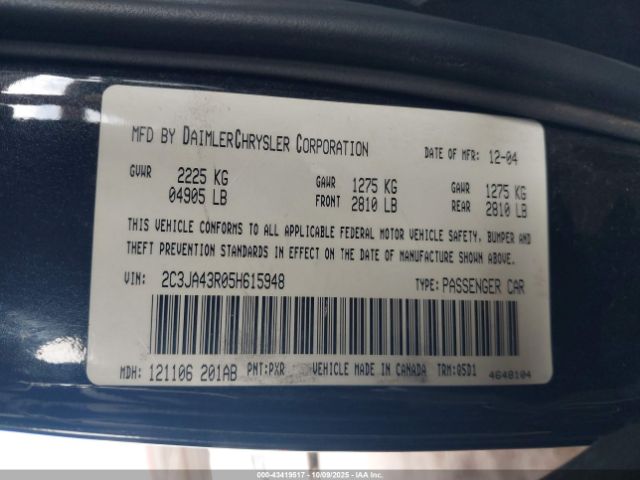 MFD BY DAIMLERCHRYSLER CORPORATION DATE OF MFR: 12-04
GVWR 2225 KG GAWR 1275 KG GAWR 1275 KG
04905 LB FRONT 2810 LB REAR 2810 LB
THIS VEHICLE CONFORMS TO ALL APPLICABLE FEDERAL MOTOR VEHICLE SAFETY, BUMPER AND
THEFT PREVENTION STANDARDS IN EFFECT ON THE DATE OF MANUFACTURE SHOWN ABOVE.
VIN: 2C3JA43R05H615948 TYPE: PASSENGER CAR
MDH: 121106 201AB PNT:PXR VEHICLE MADE IN CANADA TRM:Q5D1
4648104
© 000-43419517 - 10/09/2025 - IAA, Inc.